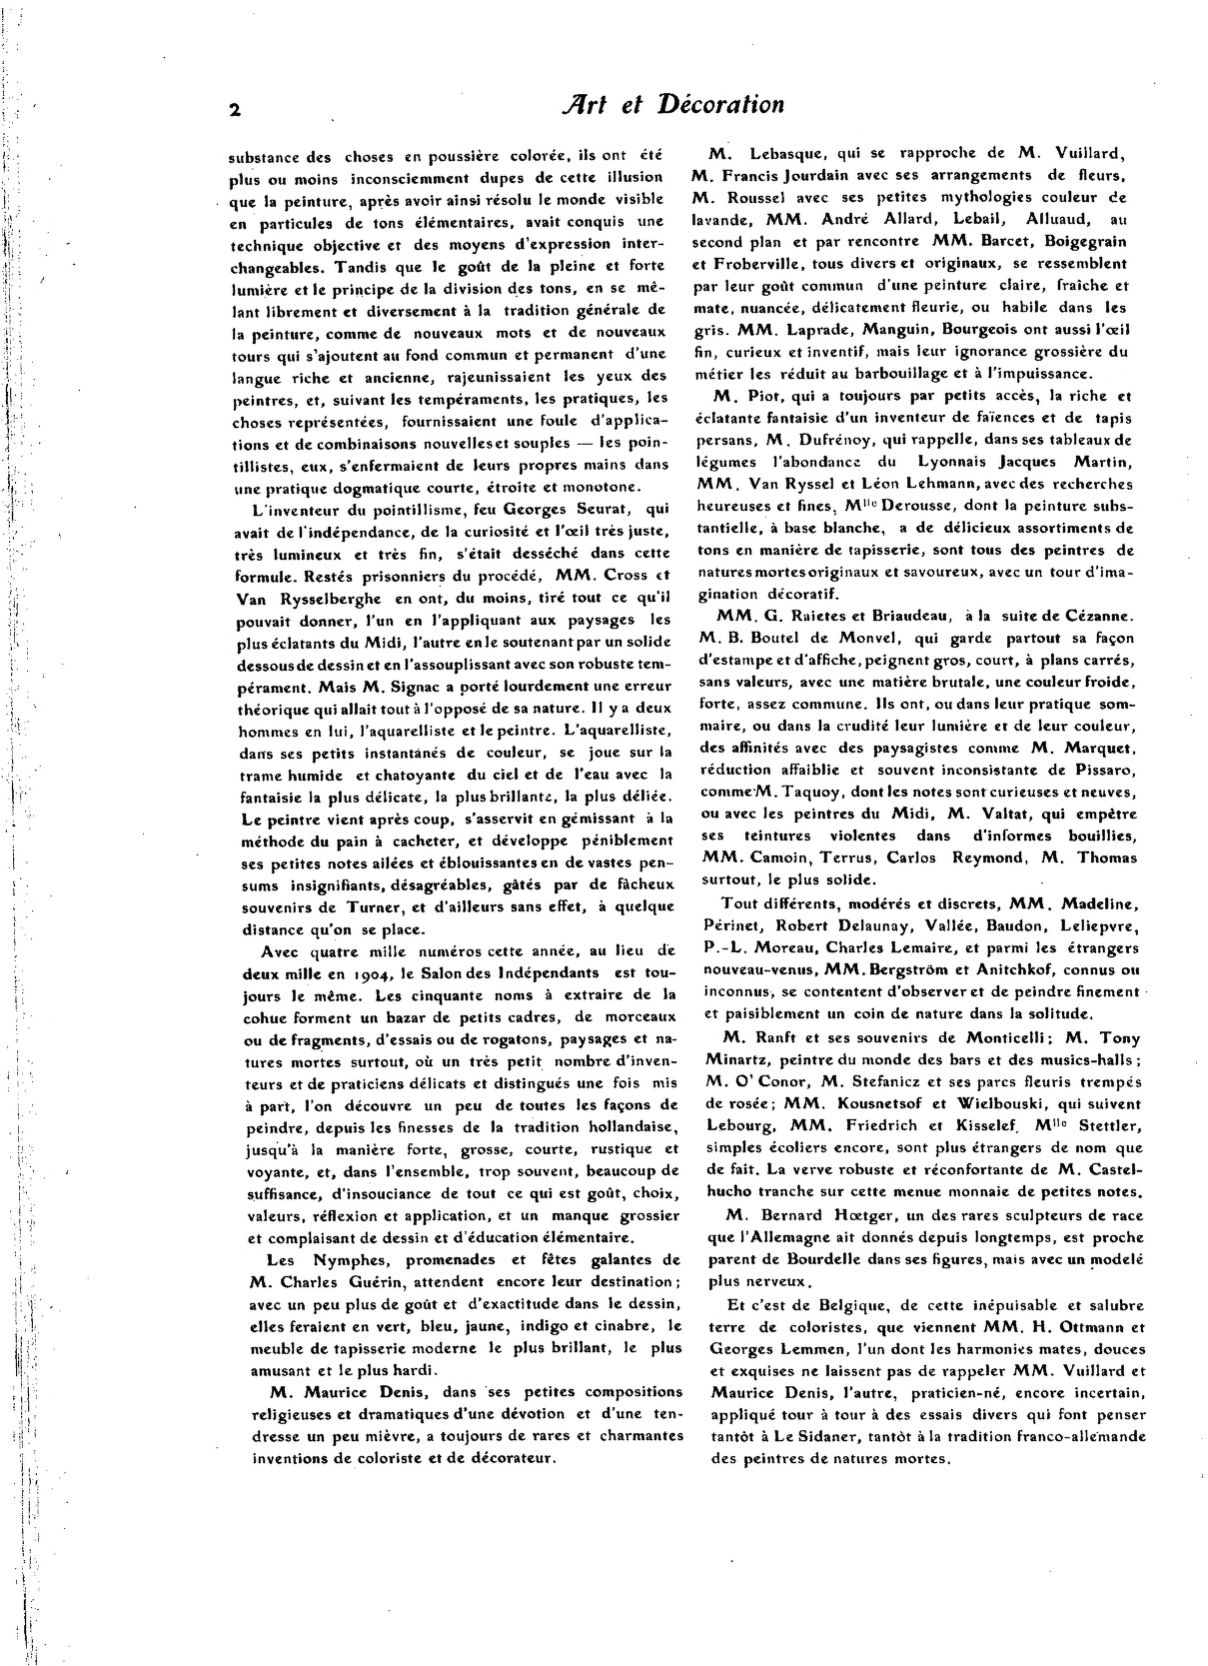 2
Art et Décoration
substance des choses en poussière colorée, ils ont été
plus ou moins inconsciemment dupes de cette illusion
que la peinture, après avoir ainsi résolu le monde visible
en particules de tons élémentaires, avait conquis une
technique objective et des moyens d'expression inter-
changeables. Tandis que le goût de la pleine et forte
lumière et le principe de la division des tons, en se mê-
lant librement et diversement à la tradition générale de
la peinture, comme de nouveaux mots et de nouveaux
tours qui s'ajoutent au fond commun et permanent d'une
langue riche et ancienne, rajeunissaient les yeux des
peintres, et, suivant les tempéraments, les pratiques, les
choses représentées, fournissaient une foule d'applica-
tions et de combinaisons nouvelles et souples — les poin-
tillistes, eux, s'enfermaient de leurs propres mains dans
une pratique dogmatique courte, étroite et monotone.
L'inventeur du pointillisme, feu Georges Seurat, qui
avait de l'indépendance, de la curiosité et l'œil très juste,
très lumineux et très fin, s'était desséché dans cette
formule. Restés prisonniers du procédé, MM. Cross et
Van Rysselberghe en ont, du moins, tiré tout ce qu'il
pouvait donner, l'un en l'appliquant aux paysages les
plus éclatants du Midi, l'autre en le soutenant par un solide
dessous de dessin et en l'assouplissant avec son robuste tem-
pérament. Mais M. Signac a porté lourdement une erreur
théorique qui allait tout à l'opposé de sa nature. Il y a deux
hommes en lui, l'aquarelliste et le peintre. L'aquarelliste,
dans ses petits instantanés de couleur, se joue sur la
trame humide et chatoyante du ciel et de l'eau avec la
fantaisie la plus délicate, la plus brillante, la plus déliée.
Le peintre vient après coup, s'asservit en gémissant à la
méthode du pain à cacheter, et développe péniblement
ses petites notes ailées et éblouissantes en de vastes pen-
sums insignifiants, désagréables, gâtés par de fâcheux
souvenirs de Turner, et d'ailleurs sans effet, à quelque
distance qu'on se place.
Avec quatre mille numéros cette année, au lieu de
deux mille en 1904, le Salon des Indépendants est tou-
jours le même. Les cinquante noms à extraire de la
cohue forment un bazar de petits cadres, de morceaux
ou de fragments, d'essais ou de rogatons, paysages et na-
tures mortes surtout, où un très petit nombre d'inven-
teurs et de praticiens délicats et distingués une fois mis
à part, l'on découvre un peu de toutes les façons de
peindre, depuis les finesses de la tradition hollandaise,
jusqu'à la manière forte, grosse, courte, rustique et
voyante, et, dans l'ensemble, trop souvent, beaucoup de
suffisance, d'insouciance de tout ce qui est goût, choix,
valeurs, réflexion et application, et un manque grossier
et complaisant de dessin et d'éducation élémentaire.
Les Nymphes, promenades et fêtes galantes de
M. Charles Guérin, attendent encore leur destination ;
avec un peu plus de goût et d'exactitude dans le dessin,
elles feraient en vert, bleu, jaune, indigo et cinabre, le
meuble de tapisserie moderne le plus brillant, le plus
amusant et le plus hardi.
M. Maurice Denis, dans ses petites compositions
religieuses et dramatiques d'une dévotion et d'une ten-
dresse un peu mièvre, a toujours de rares et charmantes
inventions de coloriste et de décorateur.
M. Lebasque, qui se rapproche de M. Vuillard,
M. Francis Jourdain avec ses arrangements de fleurs,
M. Roussel avec ses petites mythologies couleur de
lavande, MM. André Allard, Lebail, Alluaud, au
second plan et par rencontre MM. Barcet, Boigegrain
et Froberville, tous divers et originaux, se ressemblent
par leur goût commun d'une peinture claire, fraîche et
mate, nuancée, délicatement fleurie, ou habile dans les
gris. MM. Laprade, Manguin, Bourgeois ont aussi l'œil
fin, curieux et inventif, mais leur ignorance grossière du
métier les réduit au barbouillage et à l'impuissance.
M. Piot, qui a toujours par petits accès, la riche et
éclatante fantaisie d'un inventeur de faïences et de tapis
persans, M. Dufrénoy, qui rappelle, dans ses tableaux de
légumes l'abondance du Lyonnais Jacques Martin,
MM. Van Ryssel et Léon Lehmann, avec des recherches
heureuses et fines, Mlle Derousse, dont la peinture subs-
tantielle, à base blanche, a de délicieux assortiments de
tons en manière de tapisserie, sont tous des peintres de
natures mortes originaux et savoureux, avec un tour d'ima-
gination décoratif.
MM. G. Raietes et Briaudeau, à la suite de Cézanne.
M. B. Boutel de Monvel, qui garde partout sa façon
d'estampe et d'affiche, peignent gros, court, à plans carrés,
sans valeurs, avec une matière brutale, une couleur froide,
forte, assez commune. Ils ont, ou dans leur pratique som-
maire, ou dans la crudité leur lumière et de leur couleur,
des affinités avec des paysagistes comme M. Marquet,
réduction affaiblie et souvent inconsistante de Pissaro,
comme M. Taquoy, dont les notes sont curieuses et neuves,
ou avec les peintres du Midi, M. Valtat, qui empêtre
ses teintures violentes dans d'informes bouillies,
MM. Camoin, Terrus, Carlos Reymond, M. Thomas
surtout, le plus solide.
Tout différents, modérés et discrets, MM. Madeline,
Périnet, Robert Delaunay, Vallée, Baudon, Leliepvre,
P.-L. Moreau, Charles Lemaire, et parmi les étrangers
nouveau-venus, MM. Bergström et Anitchkof, connus ou
inconnus, se contentent d'observer et de peindre finement
et paisiblement un coin de nature dans la solitude.
M. Ranft et ses souvenirs de Monticelli ; M. Tony
Minartz, peintre du monde des bars et des musics-halls ;
M. O' Conor, M. Stefanicz et ses parcs fleuris trempés
de rosée ; MM. Kousnetsof et Wielbouski, qui suivent
Lebourg, MM. Friedrich et Kisselef, Mlle Stettler,
simples écoliers encore, sont plus étrangers de nom que
de fait. La verve robuste et réconfortante de M. Castel-
hucho tranche sur cette menue monnaie de petites notes.
M. Bernard Hœtger, un des rares sculpteurs de race
que l'Allemagne ait donnés depuis longtemps, est proche
parent de Bourdelle dans ses figures, mais avec un modelé
plus nerveux.
Et c'est de Belgique, de cette inépuisable et salubre
terre de coloristes, que viennent MM. H. Ottmann et
Georges Lemmen, l'un dont les harmonies mates, douces
et exquises ne laissent pas de rappeler MM. Vuillard et
Maurice Denis, l'autre, praticien-né, encore incertain,
appliqué tour à tour à des essais divers qui font penser
tantôt à Le Sidaner, tantôt à la tradition franco-allemande
des peintres de natures mortes.